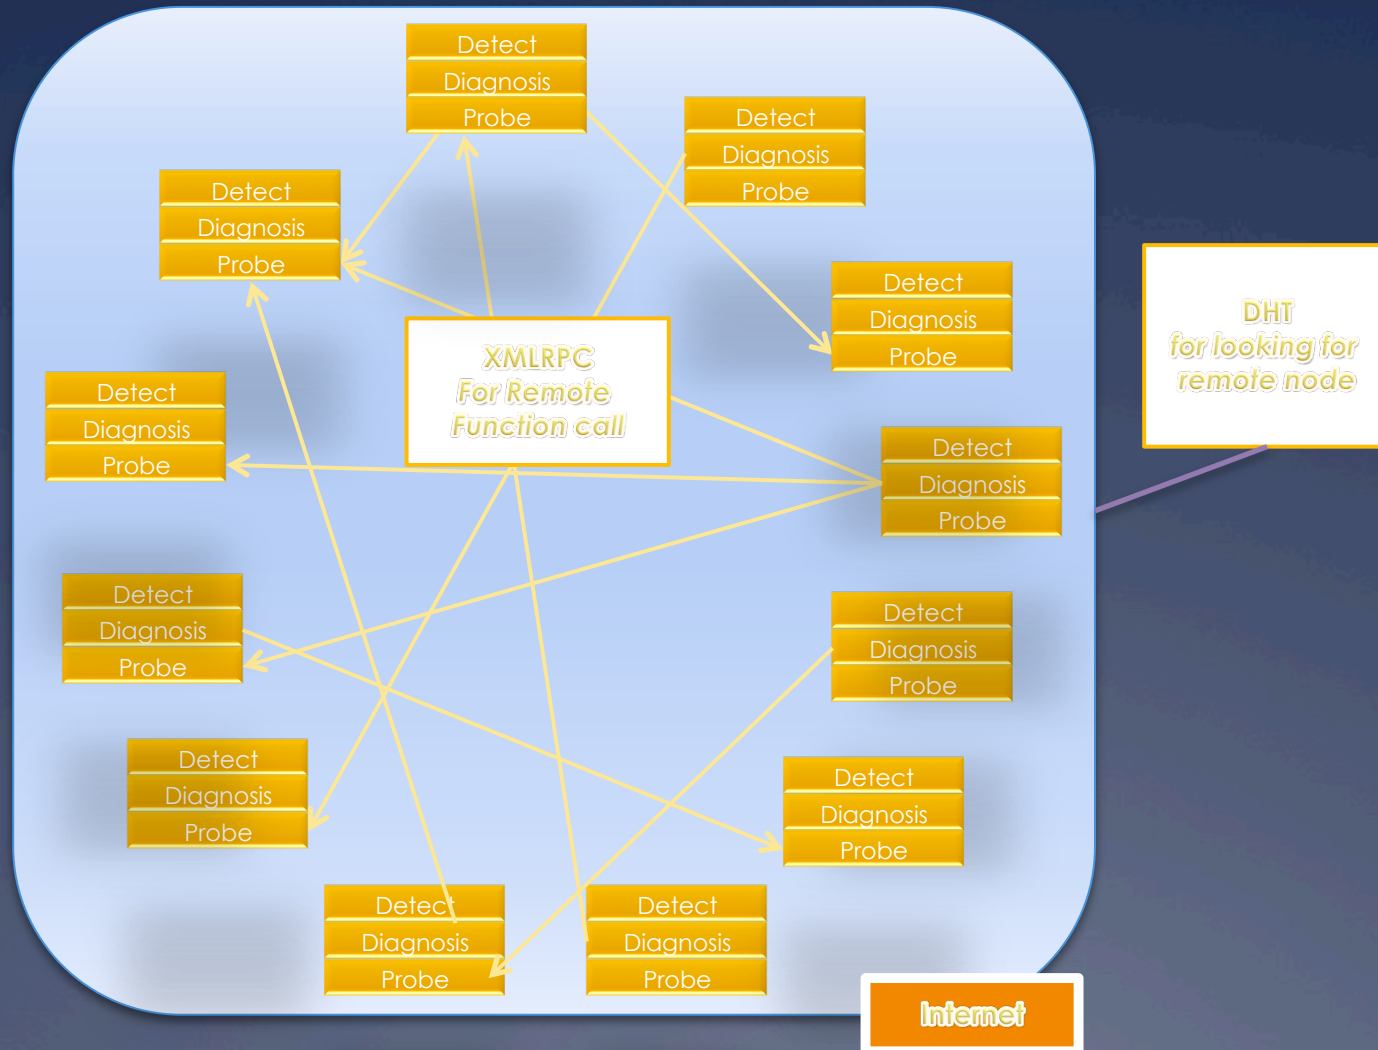 Detect
Diagnosis
Probe
Detect
Diagnosis
Probe
Detect
Diagnosis
Probe
Detect
Diagnosis
Probe
DHT
for looking for
remote node
XMLRPC
For Remote
Function call
Detect
Diagnosis
Probe
Detect
Diagnosis
Probe
Detect
Diagnosis
Probe
Detect
Diagnosis
Probe
Detect
Diagnosis
Probe
Detect
Diagnosis
Probe
Detect
Diagnosis
Probe
Detect
Diagnosis
Probe
Internet